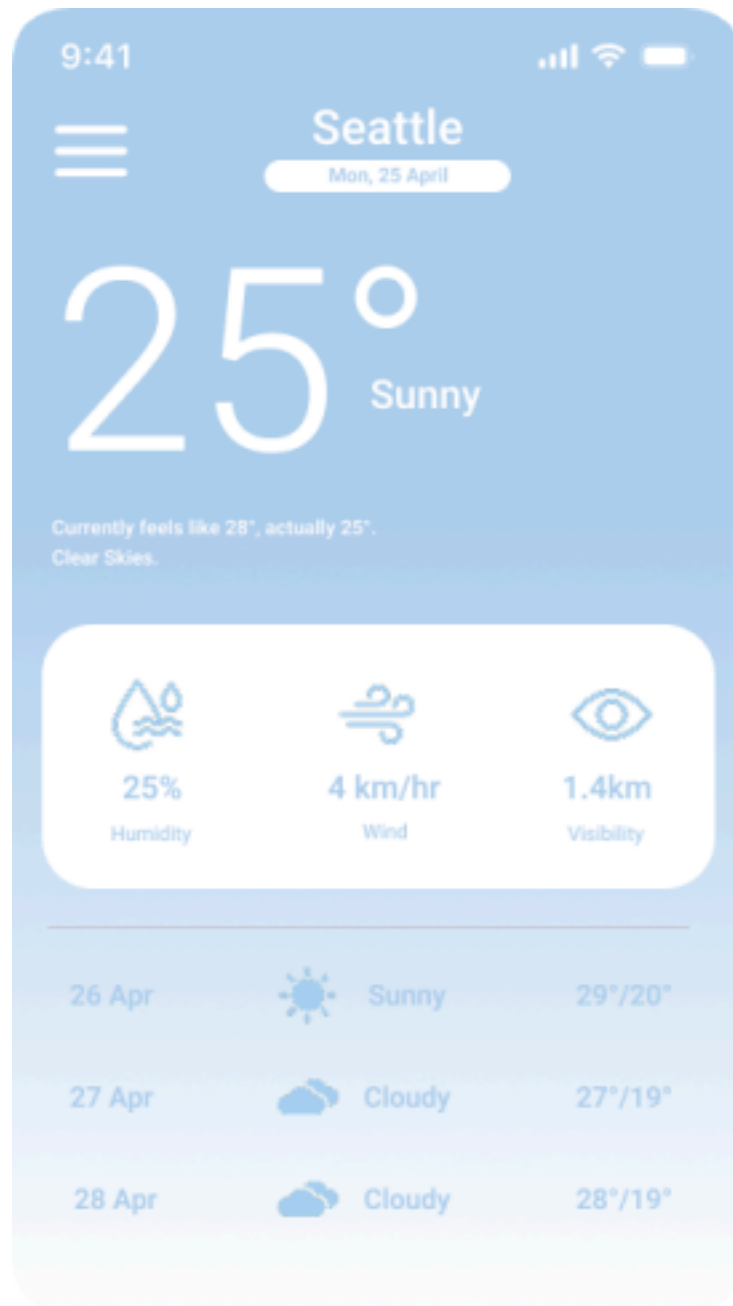 9:41
Seattle
Mon, 25 April
25°
Sunny
Currently feels like 28°, actually 25°.
Clear Skies.
25% 4 km/hr 1.4km
Humidity Wind Visibility
26 Apr Sunny 29°/20°
27 Apr Cloudy 27°/19°
28 Apr Cloudy 28°/19°